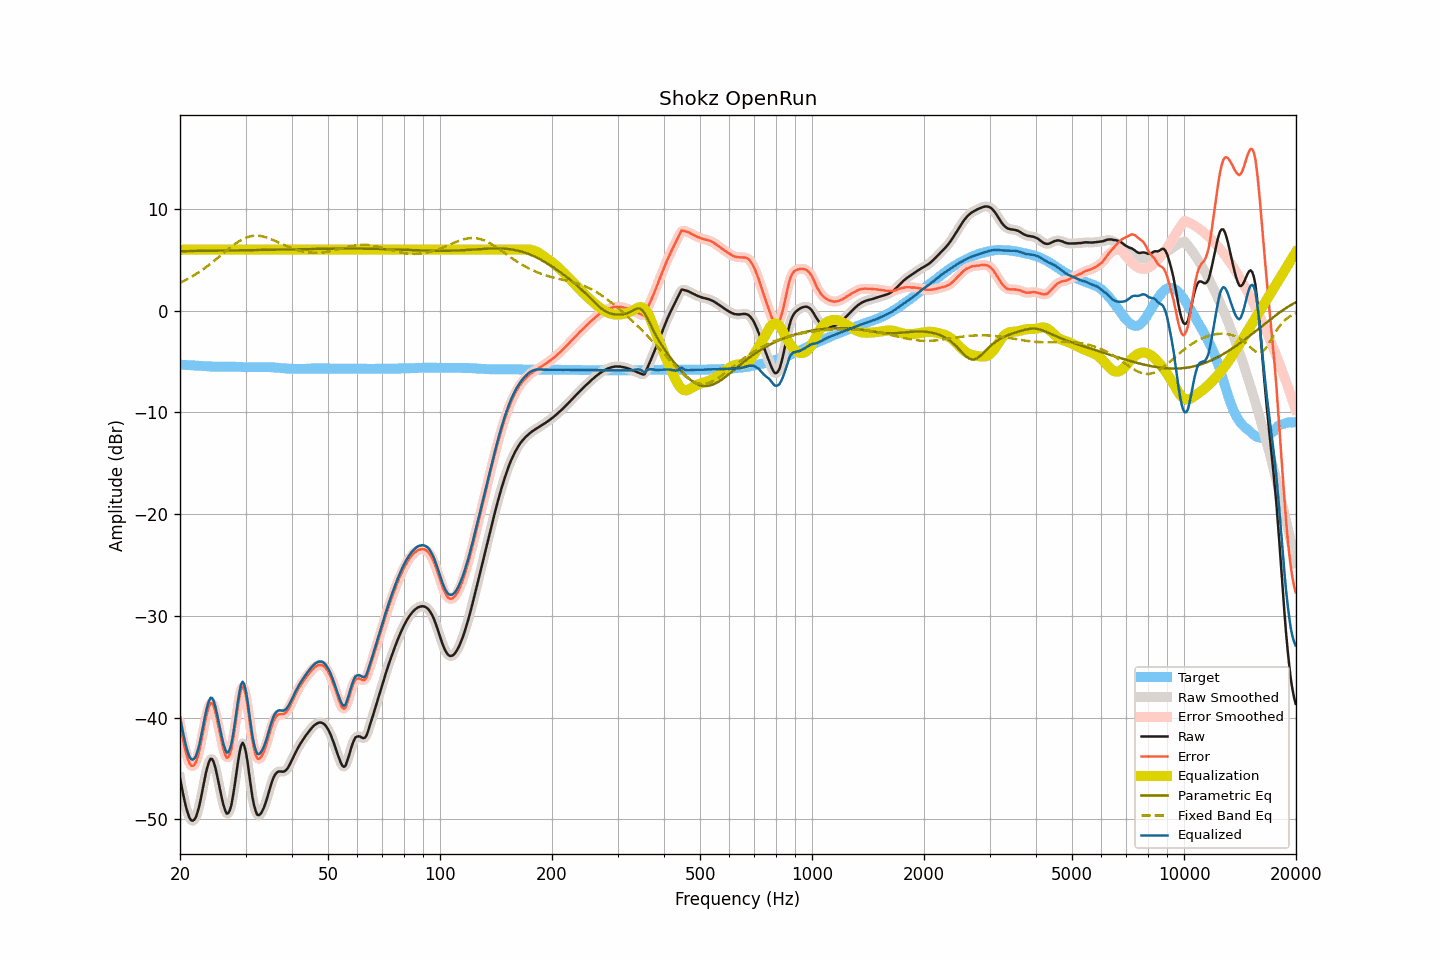 Shokz OpenRun
10
0
−10
−20
−30
−40
−50
Amplitude (dBr)
20 50 100 200 500 1000 2000 5000 10000 20000
Frequency (Hz)
Target
Raw Smoothed
Error Smoothed
Raw
Error
Equalization
Parametric Eq
Fixed Band Eq
Equalized